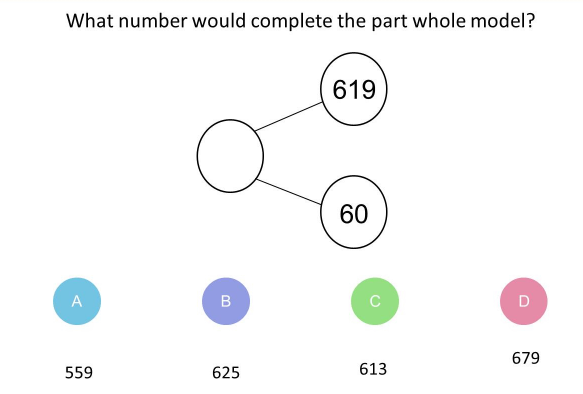 What number would complete the part whole model?
619
60
A
B
C
D
559
625
613
679